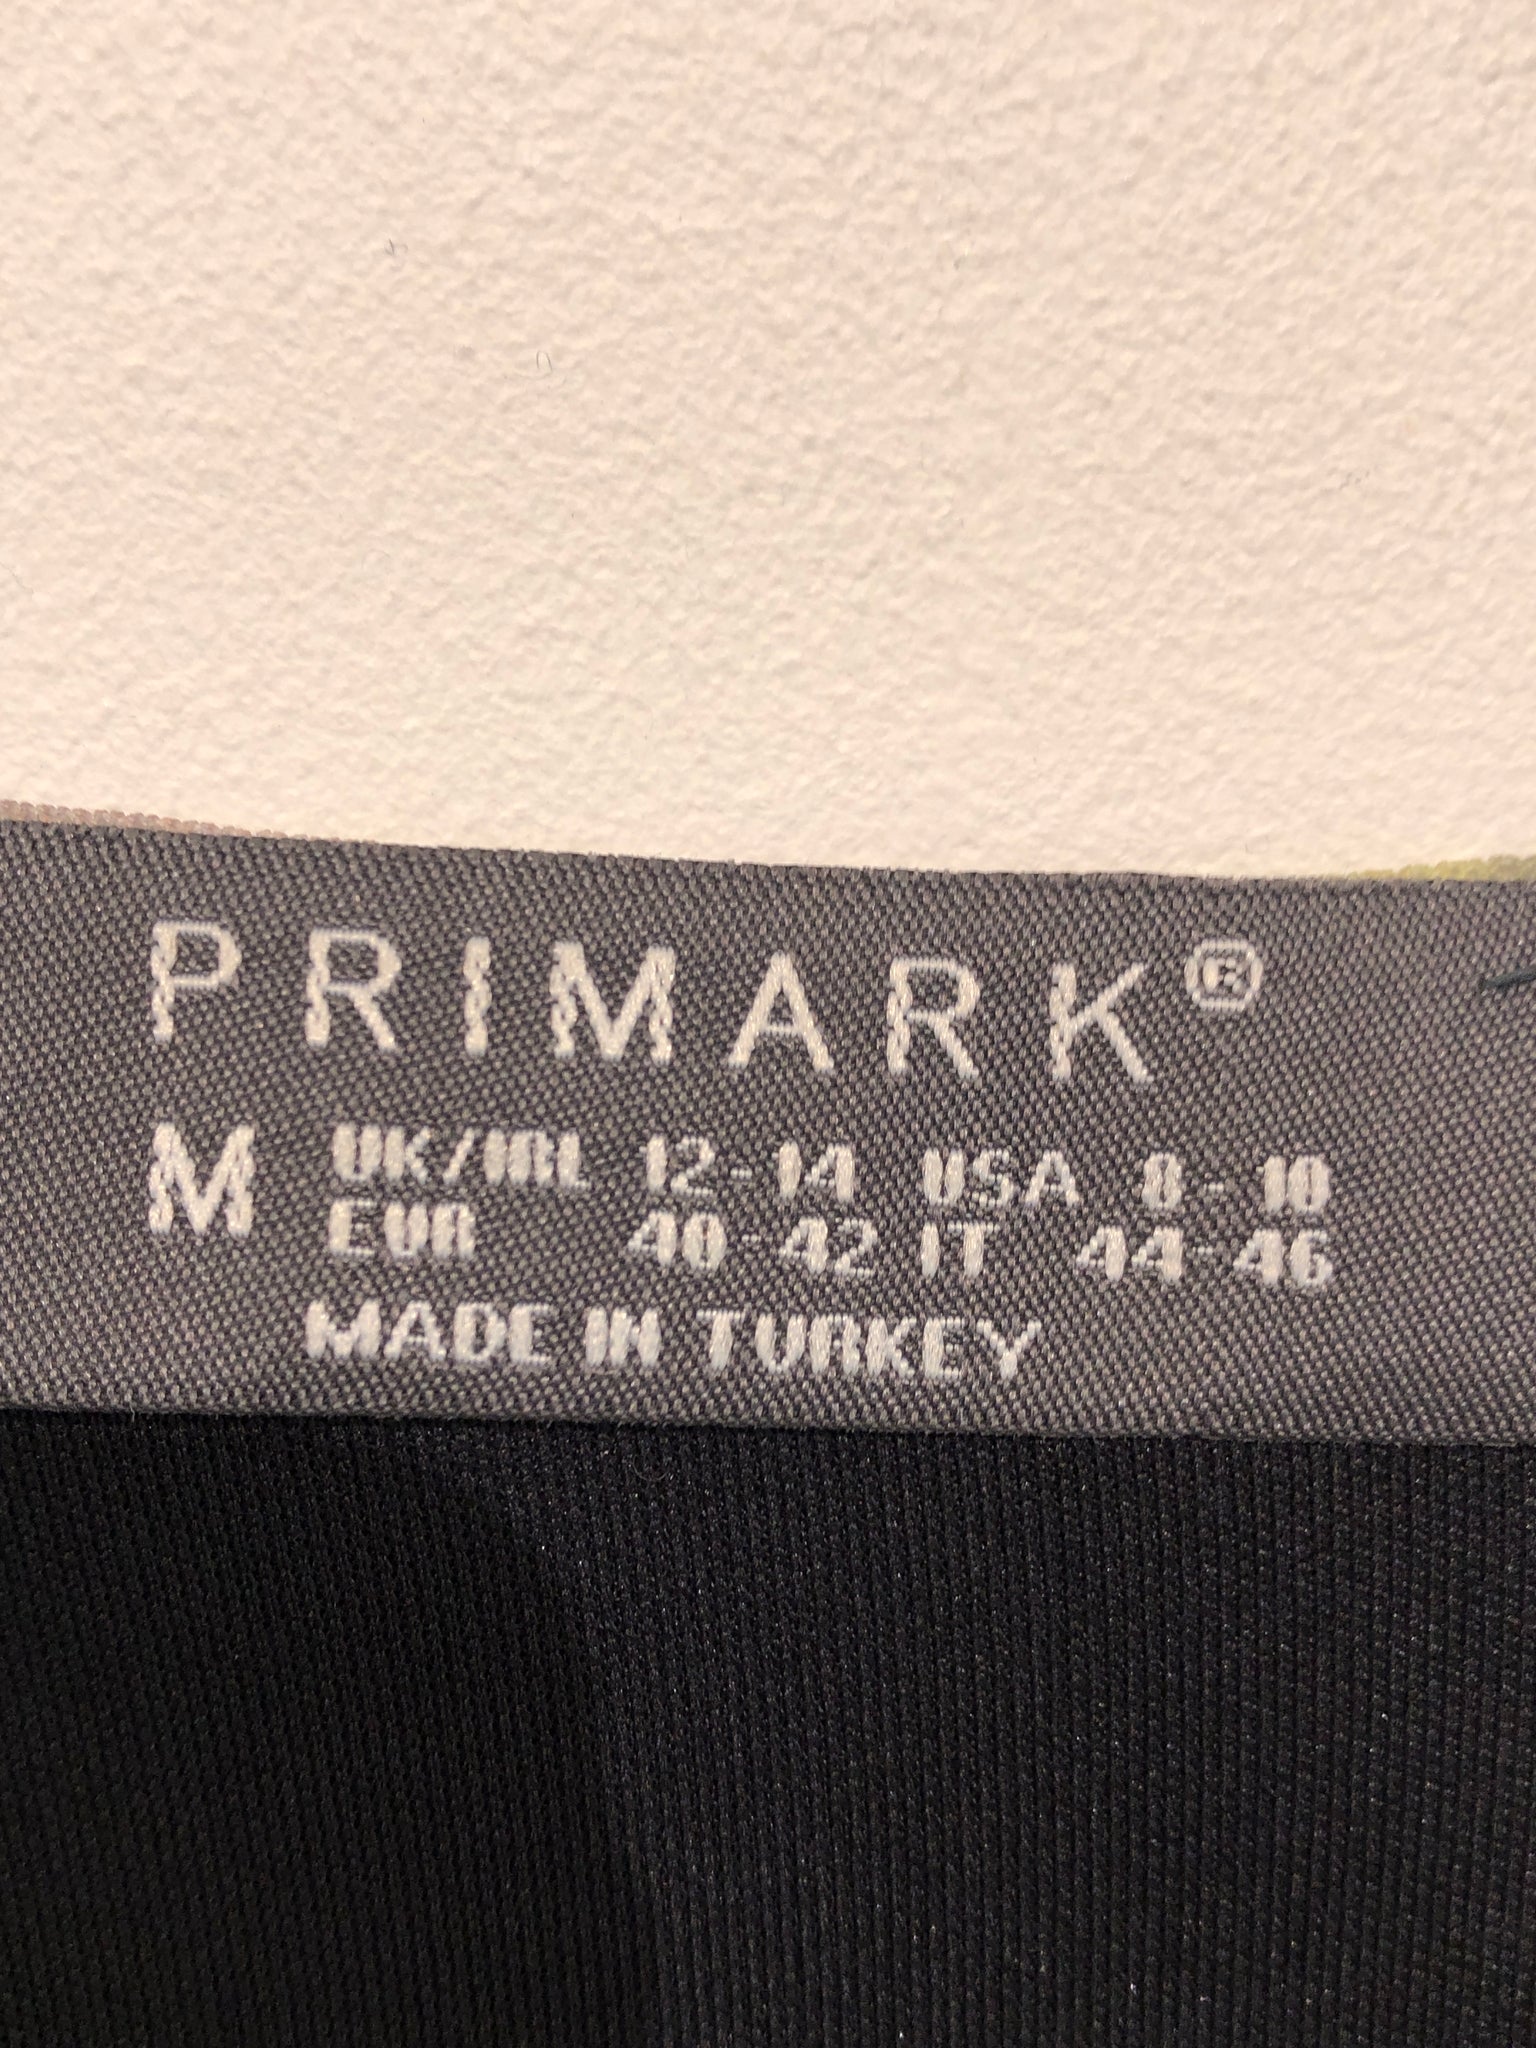 PRIMARK®
M UK/IRL 12-14 USA 8-10
EUR 40-42 IT 44-46
MADE IN TURKEY